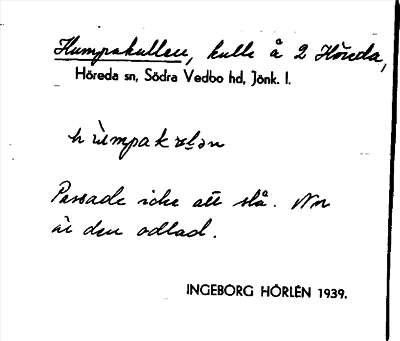 Humpakullen, kulle å 2 Höreda,
Höreda sn, Södra Vedbo hd, Jönk. l.
Passade icke att slå. Nu
är den odlad.
INGEBORG HÖRLÉN 1939.